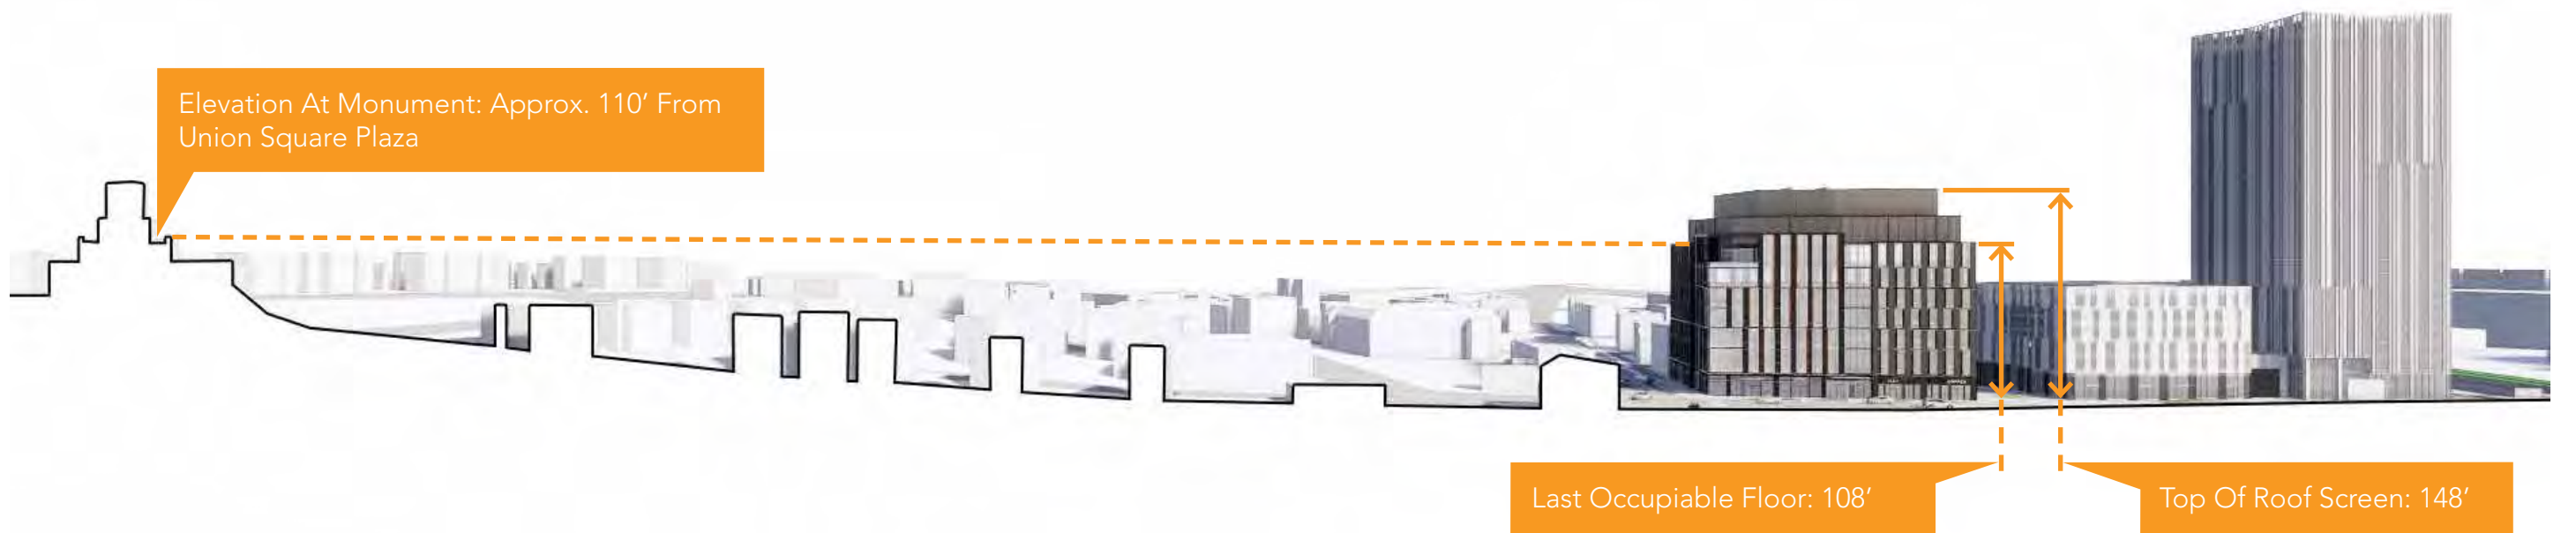 Elevation At Monument: Approx. 110’ From
Union Square Plaza
Last Occupiable Floor: 108’
Top Of Roof Screen: 148’